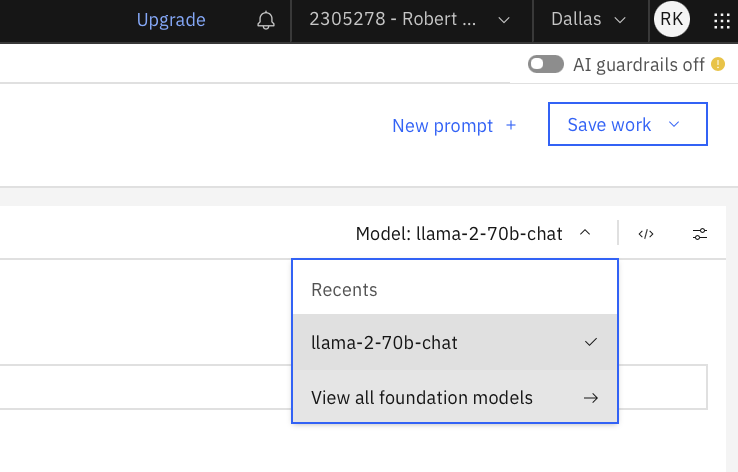 Upgrade
2305278 - Robert ...
Dallas
RK
AI guardrails off
New prompt +
Save work
Model: llama-2-70b-chat
</>
Recents
llama-2-70b-chat
View all foundation models